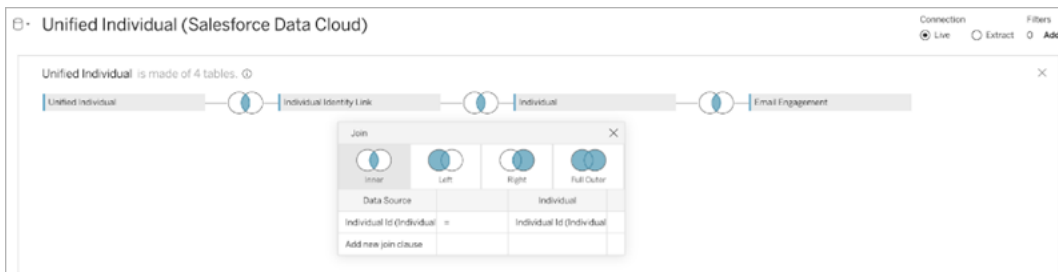 Unified Individual (Salesforce Data Cloud)
Connection
Live
Extract
Filters
0
Add
Unified Individual is made of 4 tables.
Unified Individual
Individual Identity Link
Individual
Email Engagement
Join
Inner
Left
Right
Full Outer
Data Source
Individual
Individual Id (Individual = Individual Id (Individual
Add new join clause